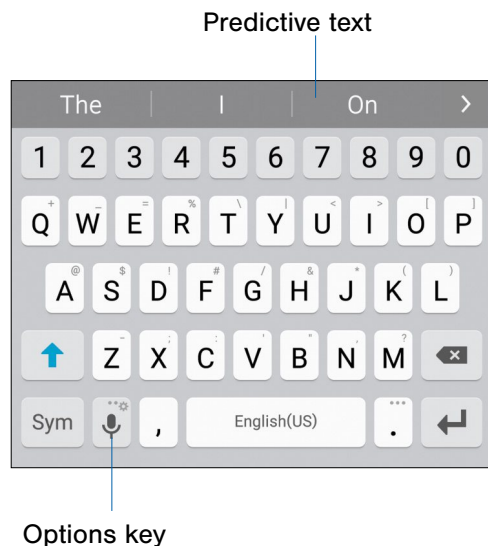 Predictive text
The I On >
1 2 3 4 5 6 7 8 9 0
+ _ = % \ | < > [ ]
Q W E R T Y U I O P
@ $ ! # / & * ( )
A S D F G H J K L
- ; : ' " , ?
Z X C V B N M
Sym , English(US) .
Options key